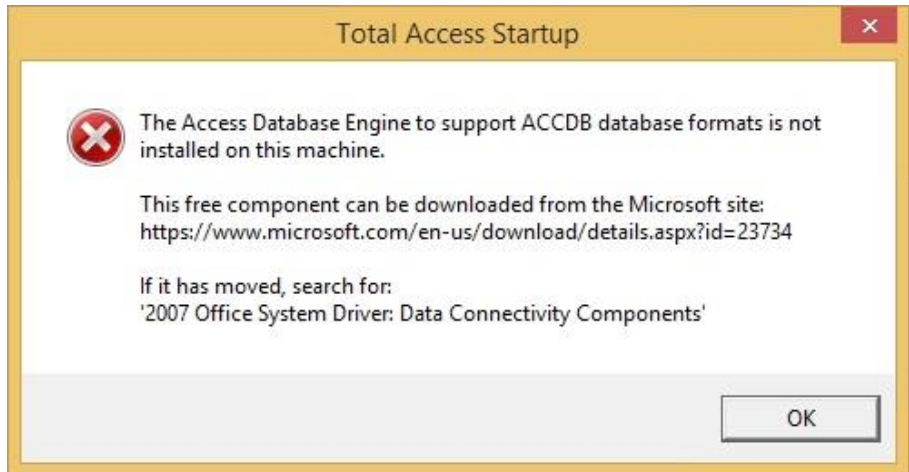 Total Access Startup
The Access Database Engine to support ACCDB database formats is not
installed on this machine.
This free component can be downloaded from the Microsoft site:
https://www.microsoft.com/en-us/download/details.aspx?id=23734
If it has moved, search for:
'2007 Office System Driver: Data Connectivity Components'
OK